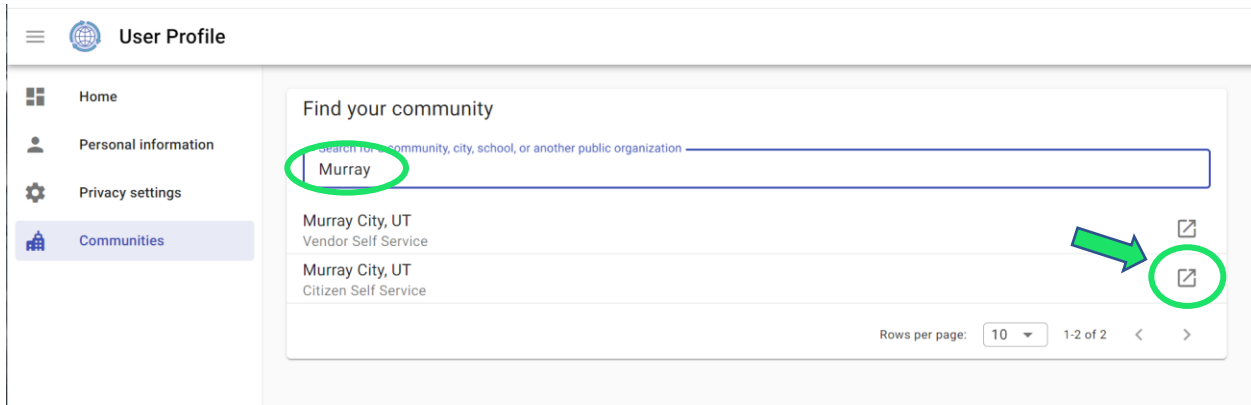 User Profile
Home
Personal information
Privacy settings
Communities
Find your community
Search for a community, city, school, or another public organization
Murray
Murray City, UT
Vendor Self Service
Murray City, UT
Citizen Self Service
Rows per page: 10 1-2 of 2